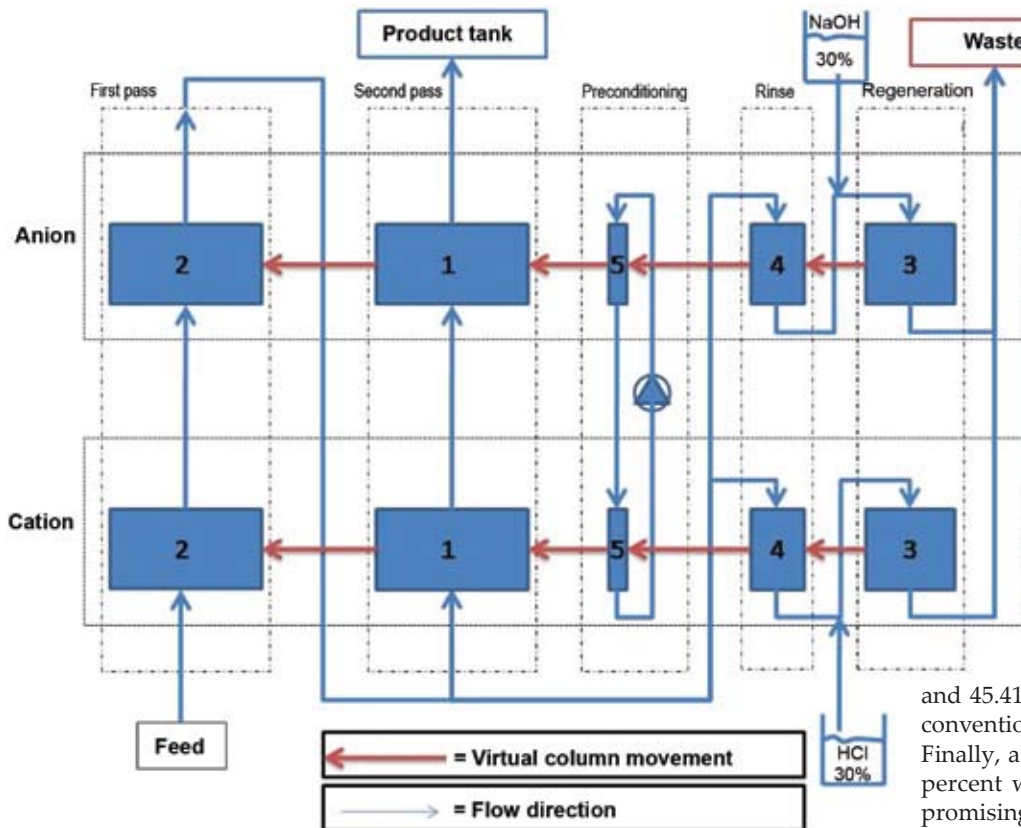 Product tank
NaOH
30%
Waste
First pass
Second pass
Preconditioning
Rinse
Regeneration
Anion
2
1
5
4
3
Cation
2
1
5
4
3
Feed
HCl
30%
= Virtual column movement
= Flow direction
and 45.41
conventio
Finally, a
percent w
promising